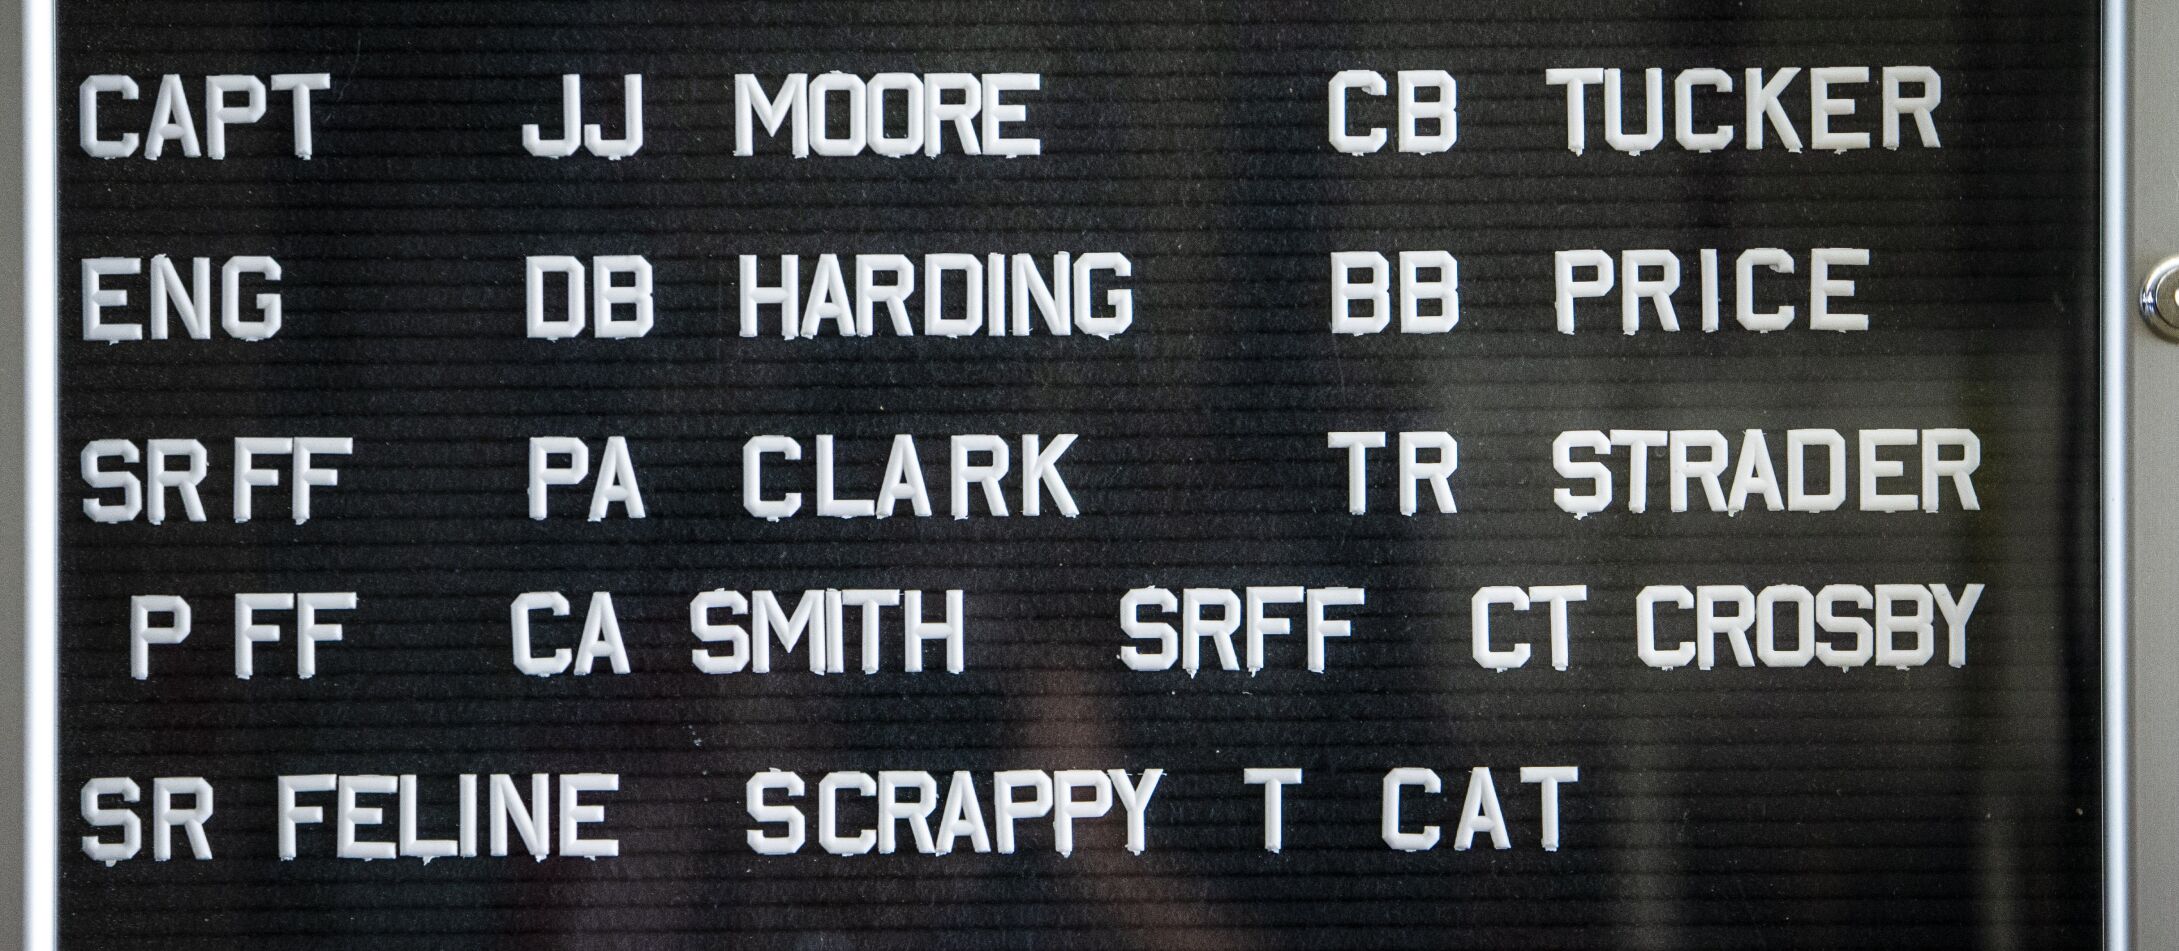 CAPT JJ MOORE CB TUCKER
ENG DB HARDING BB PRICE
SR FF PA CLARK TR STRADER
P FF CA SMITH SRFF CT CROSBY
SR FELINE SCRAPPY T CAT